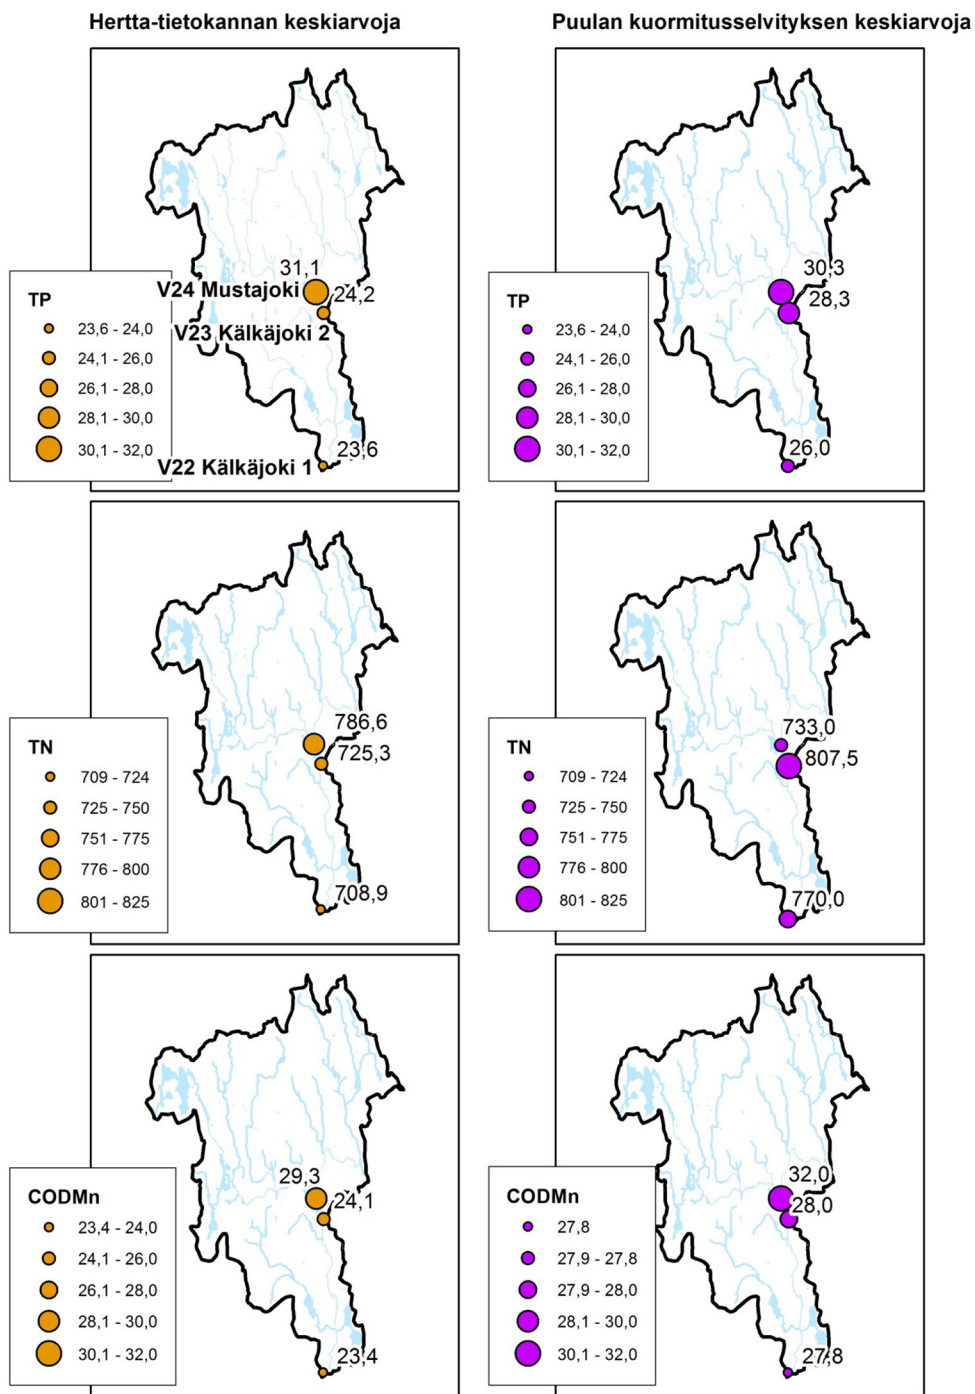 Hertta-tietokannan keskiarvoja
Puulan kuormitusselvityksen keskiarvoja
31,1
V24 Mustajoki
24,2
V23 Kälkäjoki 2
23,6
V22 Kälkäjoki 1
TP
23,6 - 24,0
24,1 - 26,0
26,1 - 28,0
28,1 - 30,0
30,1 - 32,0
30,3
28,3
26,0
TP
23,6 - 24,0
24,1 - 26,0
26,1 - 28,0
28,1 - 30,0
30,1 - 32,0
786,6
725,3
708,9
TN
709 - 724
725 - 750
751 - 775
776 - 800
801 - 825
733,0
807,5
770,0
TN
709 - 724
725 - 750
751 - 775
776 - 800
801 - 825
29,3
24,1
23,4
CODMn
23,4 - 24,0
24,1 - 26,0
26,1 - 28,0
28,1 - 30,0
30,1 - 32,0
32,0
28,0
27,8
CODMn
27,8
27,9 - 27,8
27,9 - 28,0
28,1 - 30,0
30,1 - 32,0